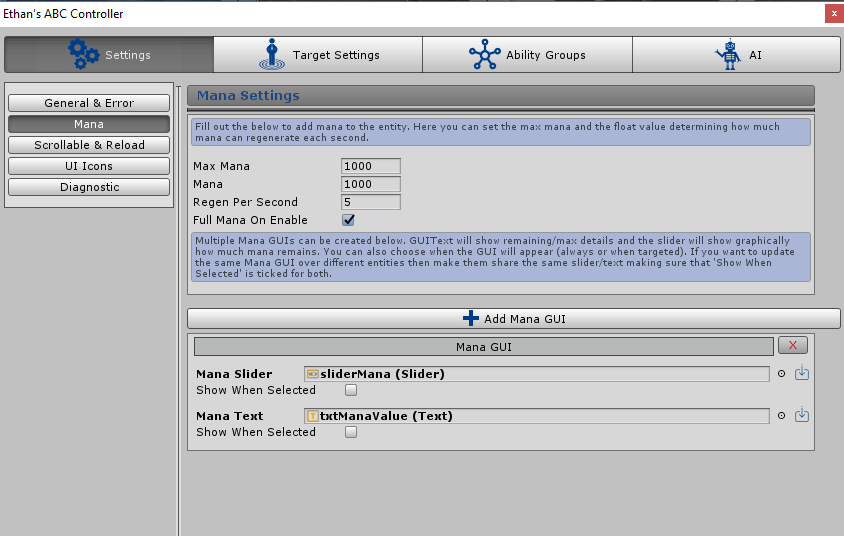 Ethan's ABC Controller
x
Settings
Target Settings
Ability Groups
AI
General & Error
Mana
Scrollable & Reload
UI Icons
Diagnostic
Mana Settings
Fill out the below to add mana to the entity. Here you can set the max mana and the float value determining how much
mana can regenerate each second.
Max Mana 1000
Mana 1000
Regen Per Second 5
Full Mana On Enable
Multiple Mana GUIs can be created below. GUIText will show remaining/max details and the slider will show graphically
how much mana remains. You can also choose when the GUI will appear (always or when targeted). If you want to update
the same Mana GUI over different entities then make them share the same slider/text making sure that 'Show When
Selected' is ticked for both.
Add Mana GUI
Mana GUI X
Mana Slider sliderMana (Slider)
Show When Selected
Mana Text T txtManaValue (Text)
Show When Selected